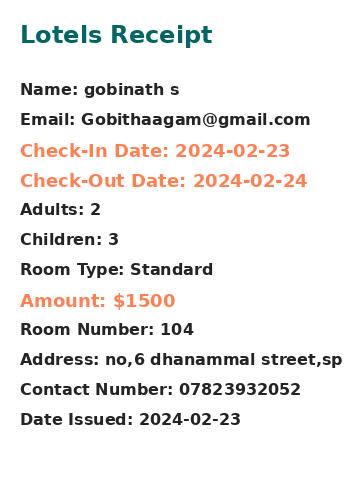 Lotels Receipt
Name: gobinath s
Email: Gobithaagam@gmail.com
Check-In Date: 2024-02-23
Check-Out Date: 2024-02-24
Adults: 2
Children: 3
Room Type: Standard
Amount: $1500
Room Number: 104
Address: no,6 dhanammal street,sp
Contact Number: 07823932052
Date Issued: 2024-02-23